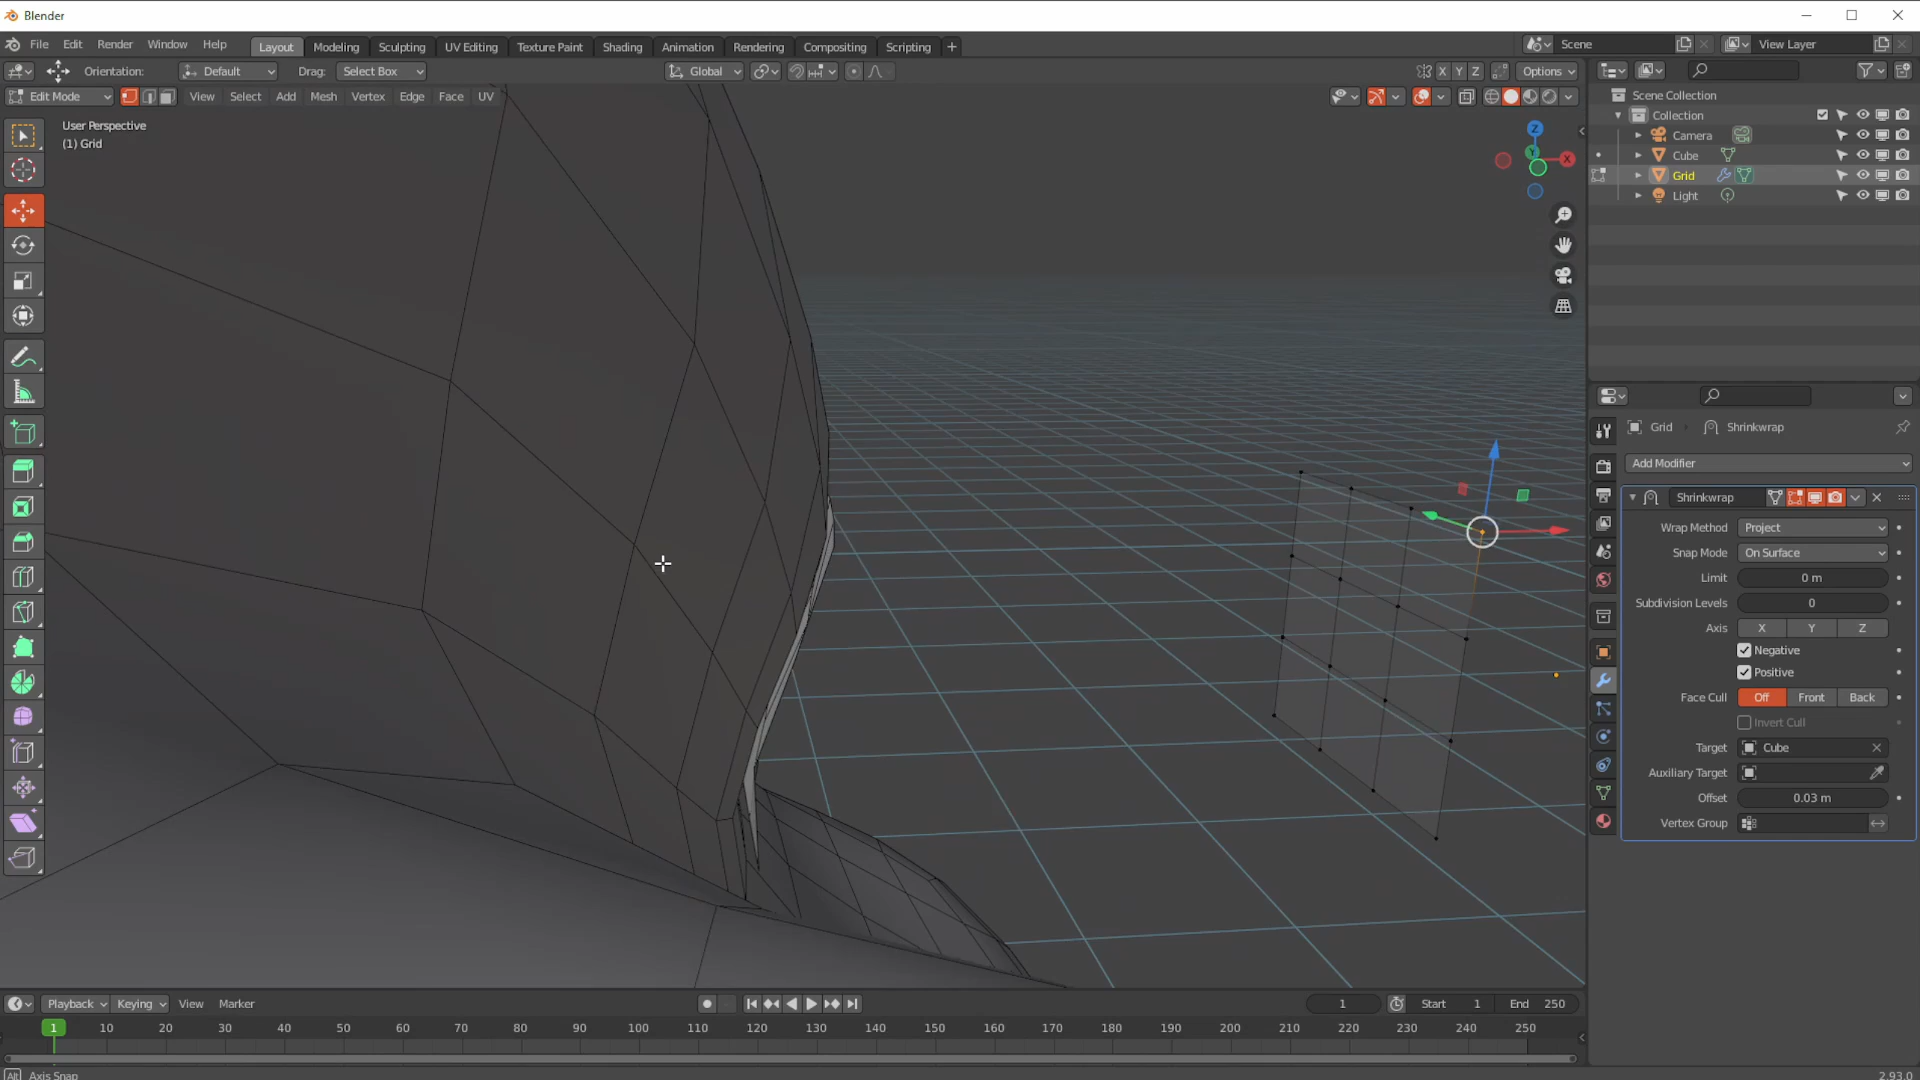 Blender
File Edit Render Window Help Layout Modeling Sculpting UV Editing Texture Paint Shading Animation Rendering Compositing Scripting + Scene View Layer
Orientation: Default Drag: Select Box Global X Y Z Options
Edit Mode View Select Add Mesh Vertex Edge Face UV
User Perspective
(1) Grid
Z
X
Y
Scene Collection
Collection
Camera
Cube
Grid
Light
Grid Shrinkwrap
Add Modifier
Shrinkwrap
Wrap Method Project
Snap Mode On Surface
Limit 0 m
Subdivision Levels 0
Axis X Y Z
Negative
Positive
Face Cull Off Front Back
Invert Cull
Target Cube
Auxiliary Target
Offset 0.03 m
Vertex Group
Playback Keying View Marker 1 Start 1 End 250
1 10 20 30 40 50 60 70 80 90 100 110 120 130 140 150 160 170 180 190 200 210 220 230 240 250
Alt Axis Snap 2.93.0